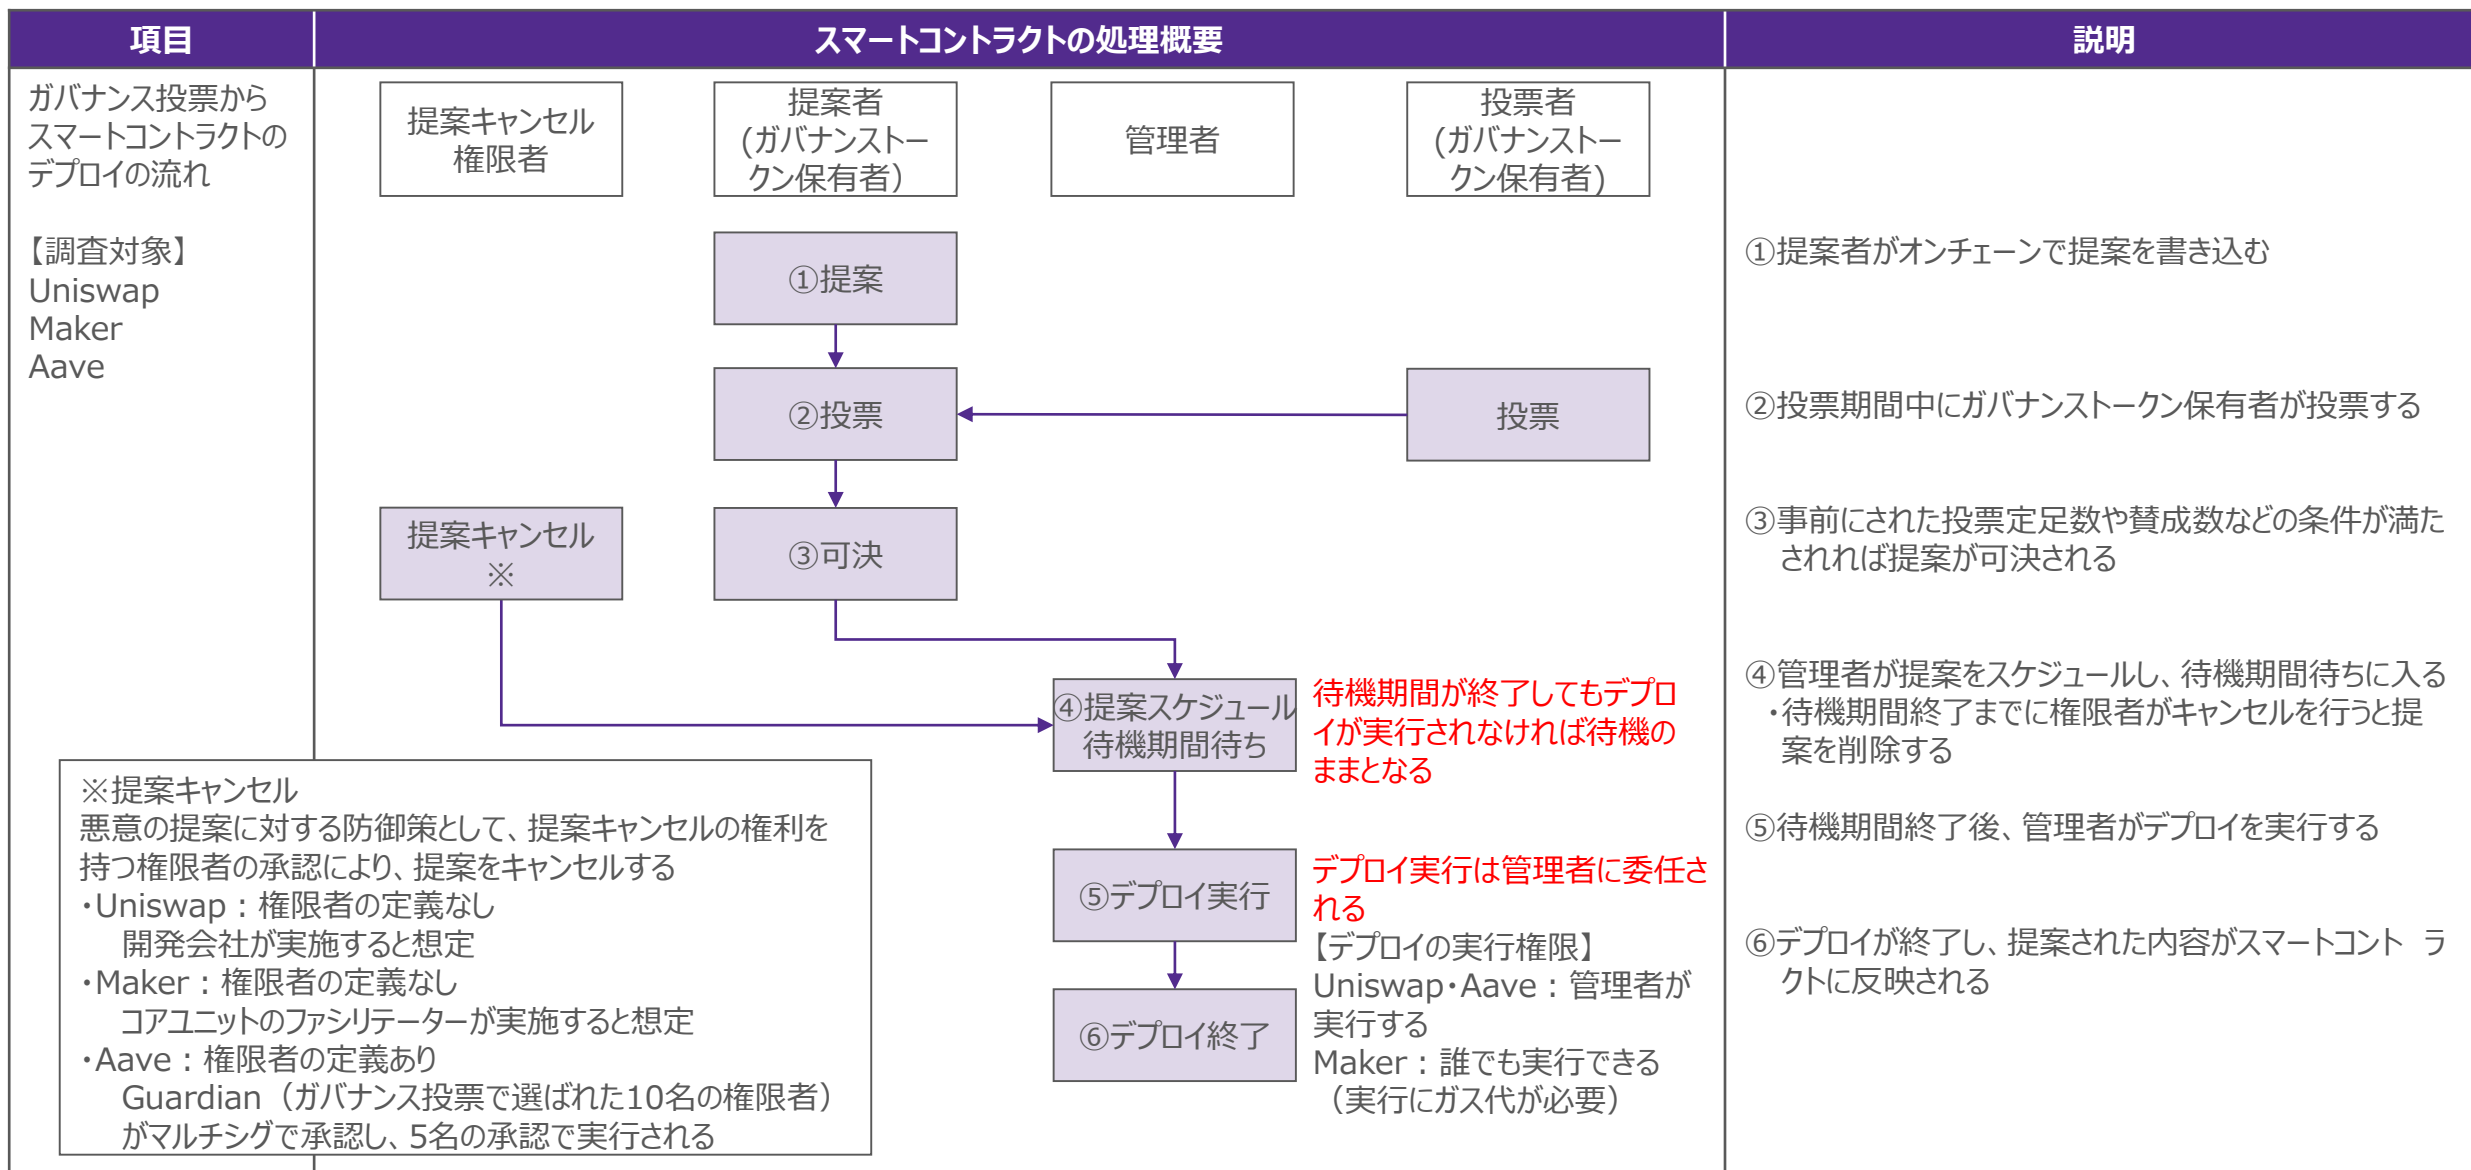 項目
スマートコントラクトの処理概要
説明
ガバナンス投票から
スマートコントラクトの
デプロイの流れ
【調査対象】
Uniswap
Maker
Aave
提案キャンセル
権限者
提案者
(ガバナンストー
クン保有者）
管理者
投票者
(ガバナンストー
クン保有者)
①提案
②投票
投票
提案キャンセル
※
③可決
④提案スケジュール
待機期間待ち
待機期間が終了してもデプロ
イが実行されなければ待機の
ままとなる
⑤デプロイ実行
デプロイ実行は管理者に委任さ
れる
【デプロイの実行権限】
Uniswap・Aave：管理者が
実行する
Maker：誰でも実行できる
（実行にガス代が必要）
⑥デプロイ終了
※提案キャンセル
悪意の提案に対する防御策として、提案キャンセルの権利を
持つ権限者の承認により、提案をキャンセルする
・Uniswap：権限者の定義なし
開発会社が実施すると想定
・Maker：権限者の定義なし
コアユニットのファシリテーターが実施すると想定
・Aave：権限者の定義あり
Guardian（ガバナンス投票で選ばれた10名の権限者）
がマルチシグで承認し、5名の承認で実行される
①提案者がオンチェーンで提案を書き込む
②投票期間中にガバナンストークン保有者が投票する
③事前にされた投票定足数や賛成数などの条件が満た
されれば提案が可決される
④管理者が提案をスケジュールし、待機期間待ちに入る
・待機期間終了までに権限者がキャンセルを行うと提
案を削除する
⑤待機期間終了後、管理者がデプロイを実行する
⑥デプロイが終了し、提案された内容がスマートコント ラ
クトに反映される